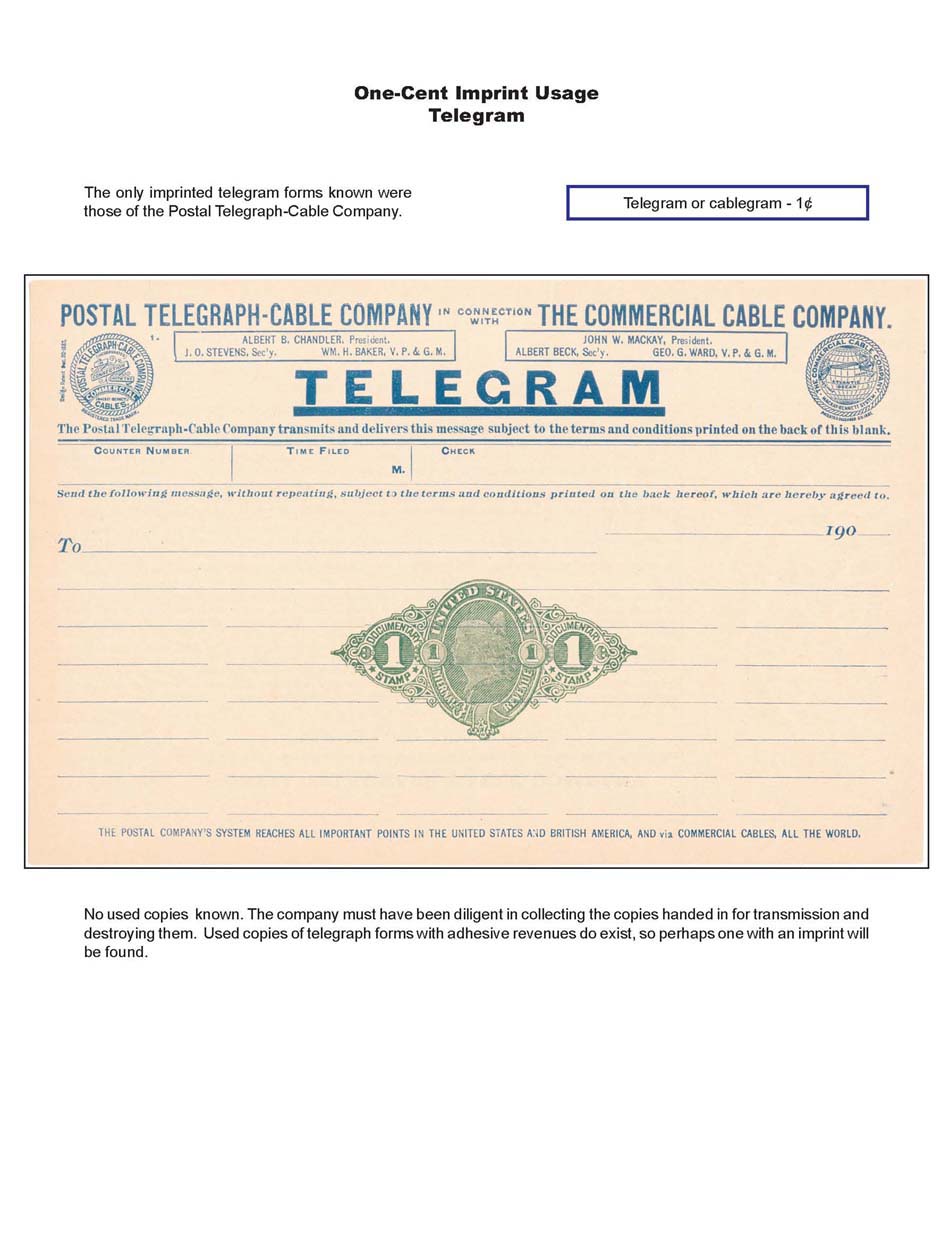 One-Cent Imprint Usage
Telegram
The only imprinted telegram forms known were
those of the Postal Telegraph-Cable Company.
Telegram or cablegram - 1¢
POSTAL TELEGRAPH-CABLE COMPANY IN CONNECTION WITH THE COMMERCIAL CABLE COMPANY.
1.
ALBERT B. CHANDLER, President.
J. O. STEVENS, Sec'y. WM. H. BAKER, V. P. & G. M.
JOHN W. MACKAY, President.
ALBERT BECK, Sec'y. GEO. G. WARD, V. P. & G. M.
POSTAL TELEGRAPH-CABLE COMPANY
COMMERCIAL
CABLES
REGISTERED TRADE MARK
THE COMMERCIAL CABLE COMPANY
ATLANTIC
TELEGRAM
The Postal Telegraph-Cable Company transmits and delivers this message subject to the terms and conditions printed on the back of this blank.
COUNTER NUMBER. TIME FILED CHECK
M.
Send the following message, without repeating, subject to the terms and conditions printed on the back hereof, which are hereby agreed to.
190
To
UNITED STATES
DOCUMENTARY 1 STAMP
1 1
DOCUMENTARY 1 STAMP
INTERNAL REVENUE
THE POSTAL COMPANY'S SYSTEM REACHES ALL IMPORTANT POINTS IN THE UNITED STATES AND BRITISH AMERICA, AND via COMMERCIAL CABLES, ALL THE WORLD.
No used copies known. The company must have been diligent in collecting the copies handed in for transmission and
destroying them. Used copies of telegraph forms with adhesive revenues do exist, so perhaps one with an imprint will
be found.